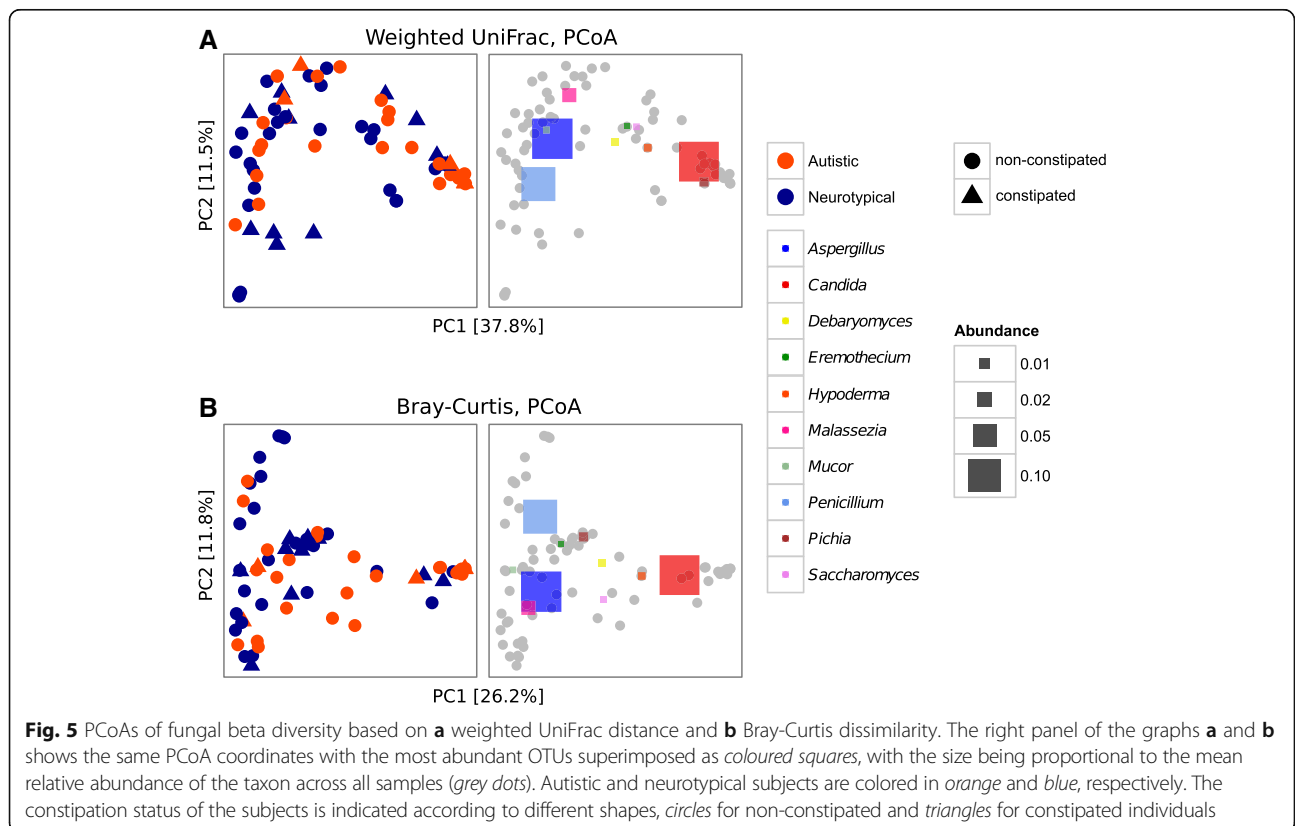 A
Weighted UniFrac, PCoA
PC2 [11.5%]
PC1 [37.8%]
B
Bray-Curtis, PCoA
PC2 [11.8%]
PC1 [26.2%]
Autistic
Neurotypical
non-constipated
constipated
Aspergillus
Candida
Debaryomyces
Eremothecium
Hypoderma
Malassezia
Mucor
Penicillium
Pichia
Saccharomyces
Abundance
0.01
0.02
0.05
0.10
Fig. 5 PCoAs of fungal beta diversity based on a weighted UniFrac distance and b Bray-Curtis dissimilarity. The right panel of the graphs a and b
shows the same PCoA coordinates with the most abundant OTUs superimposed as coloured squares, with the size being proportional to the mean
relative abundance of the taxon across all samples (grey dots). Autistic and neurotypical subjects are colored in orange and blue, respectively. The
constipation status of the subjects is indicated according to different shapes, circles for non-constipated and triangles for constipated individuals